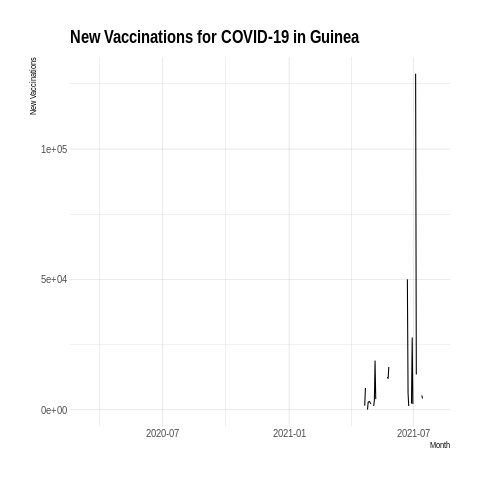 New Vaccinations for COVID-19 in Guinea
New Vaccinations
1e+05
5e+04
0e+00
2020-07
2021-01
2021-07
Month